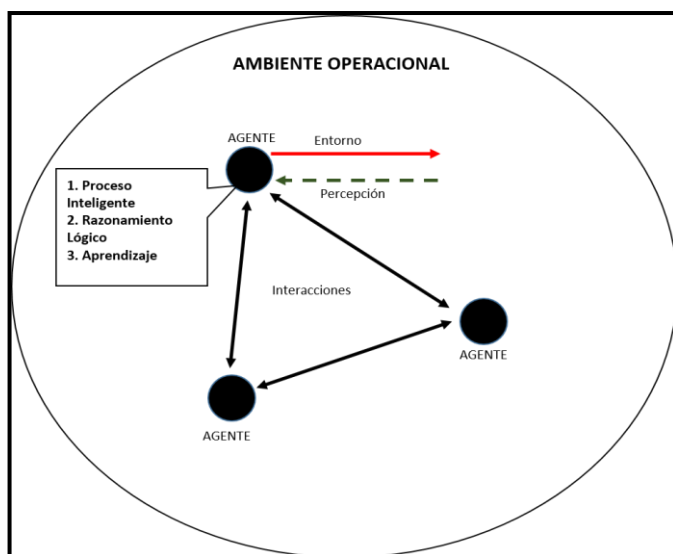 AMBIENTE OPERACIONAL
AGENTE
Entorno
Percepción
1. Proceso
Inteligente
2. Razonamiento
Lógico
3. Aprendizaje
Interacciones
AGENTE
AGENTE